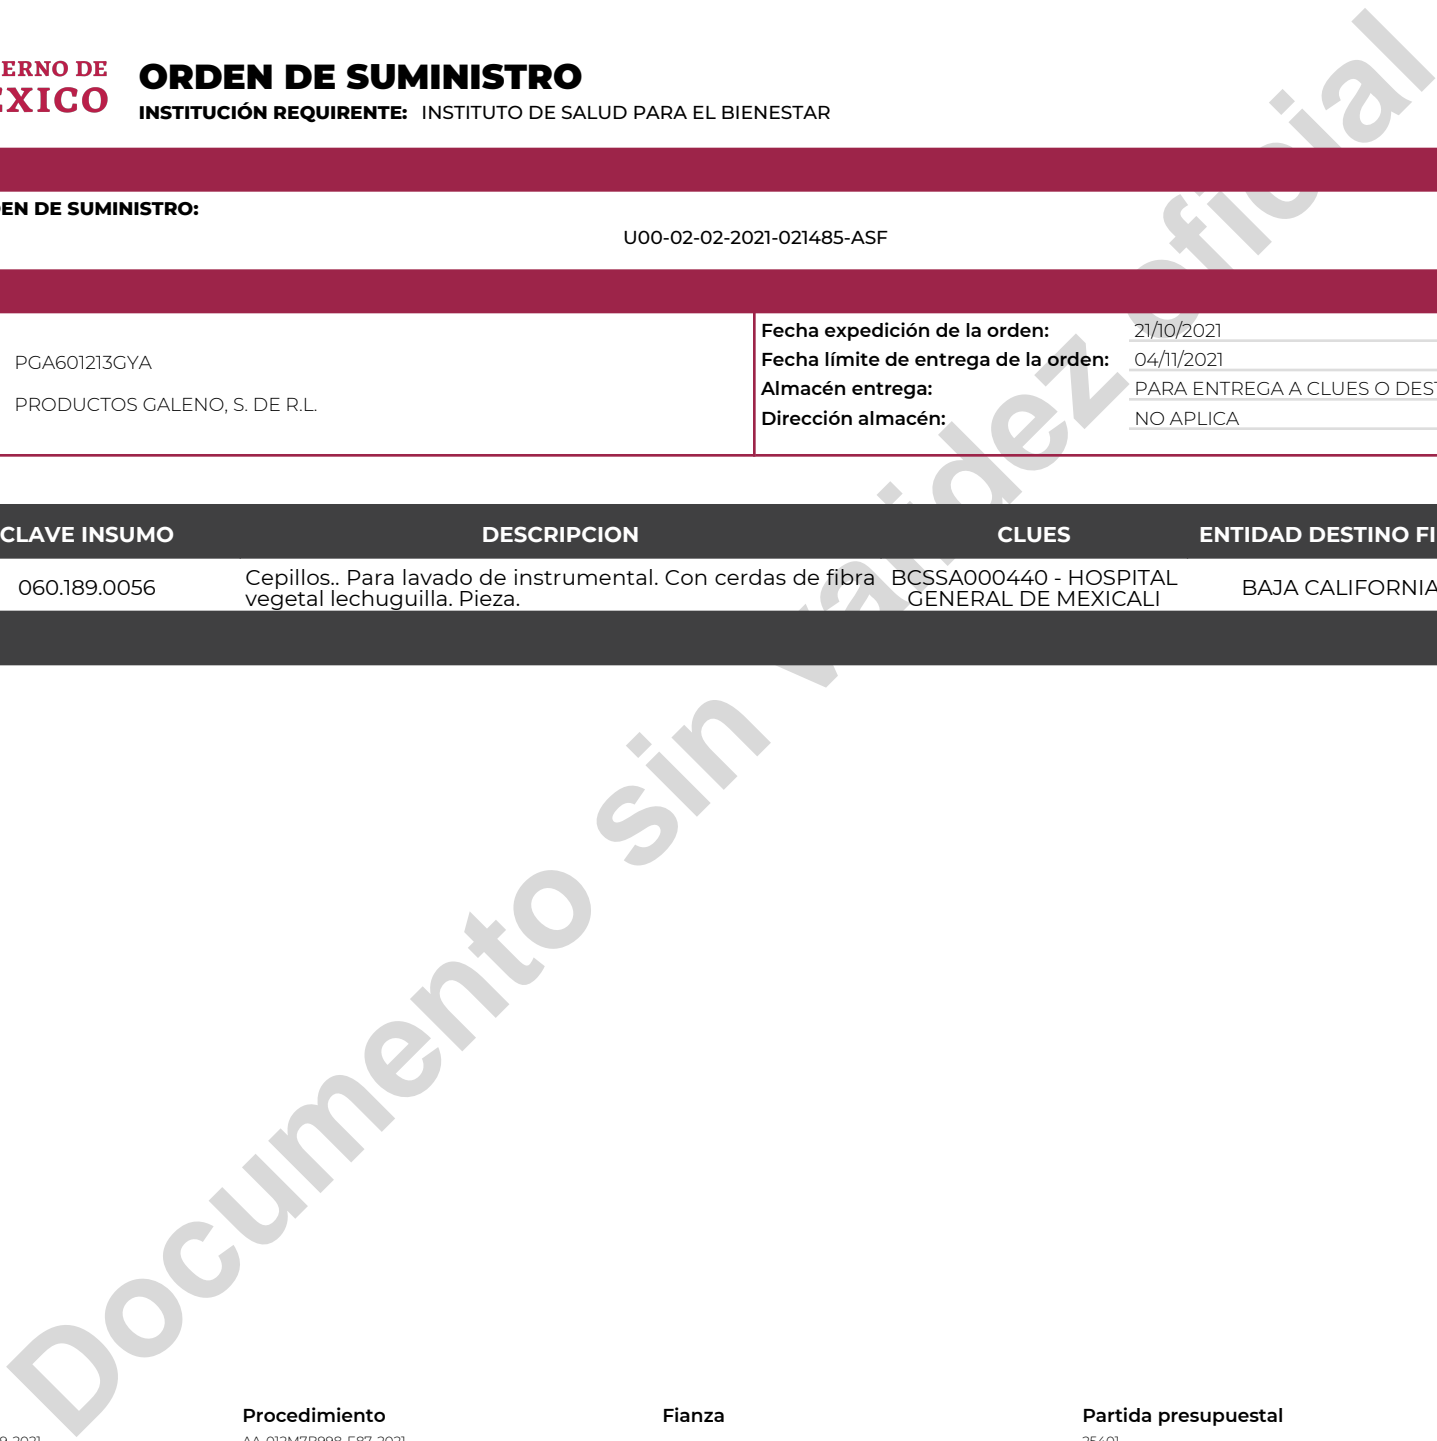 ERNO DE
EXICO
ORDEN DE SUMINISTRO
INSTITUCIÓN REQUIRENTE: INSTITUTO DE SALUD PARA EL BIENESTAR
EN DE SUMINISTRO:
U00-02-02-2021-021485-ASF
PGA601213GYA
PRODUCTOS GALENO, S. DE R.L.
Fecha expedición de la orden: 21/10/2021
Fecha límite de entrega de la orden: 04/11/2021
Almacén entrega: PARA ENTREGA A CLUES O DEST
Dirección almacén: NO APLICA
CLAVE INSUMO DESCRIPCION CLUES ENTIDAD DESTINO FI
060.189.0056 Cepillos.. Para lavado de instrumental. Con cerdas de fibra vegetal lechuguilla. Pieza. BCSSA000440 - HOSPITAL GENERAL DE MEXICALI BAJA CALIFORNIA
Documento sin validez oficial
Procedimiento Fianza Partida presupuestal